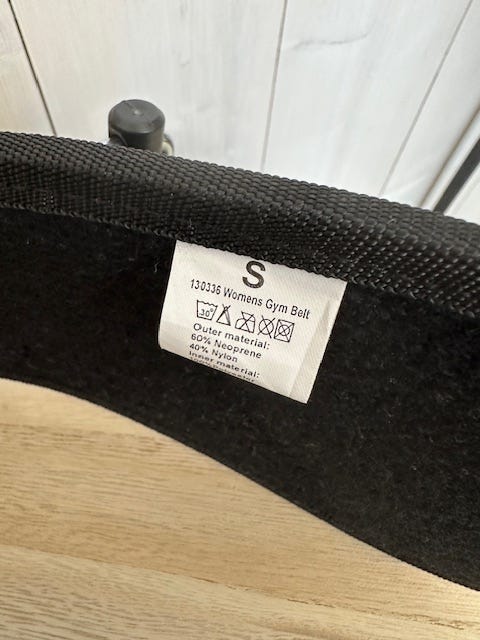 S
130336 Womens Gym Belt
30°
Outer material:
60% Neoprene
40% Nylon
Inner material: